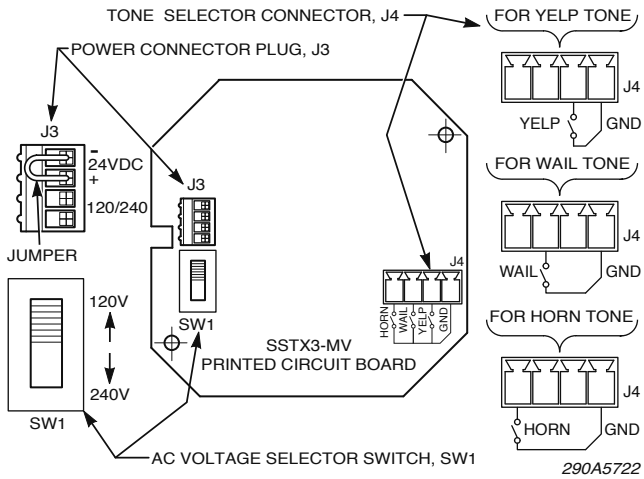 TONE SELECTOR CONNECTOR, J4
POWER CONNECTOR PLUG, J3
J3
-
24VDC
+
120/240
JUMPER
120V
240V
SW1
J3
SW1
J4
HORN
WAIL
YELP
GND
SSTX3-MV
PRINTED CIRCUIT BOARD
AC VOLTAGE SELECTOR SWITCH, SW1
FOR YELP TONE
J4
YELP
GND
FOR WAIL TONE
J4
WAIL
GND
FOR HORN TONE
J4
HORN
GND
290A5722